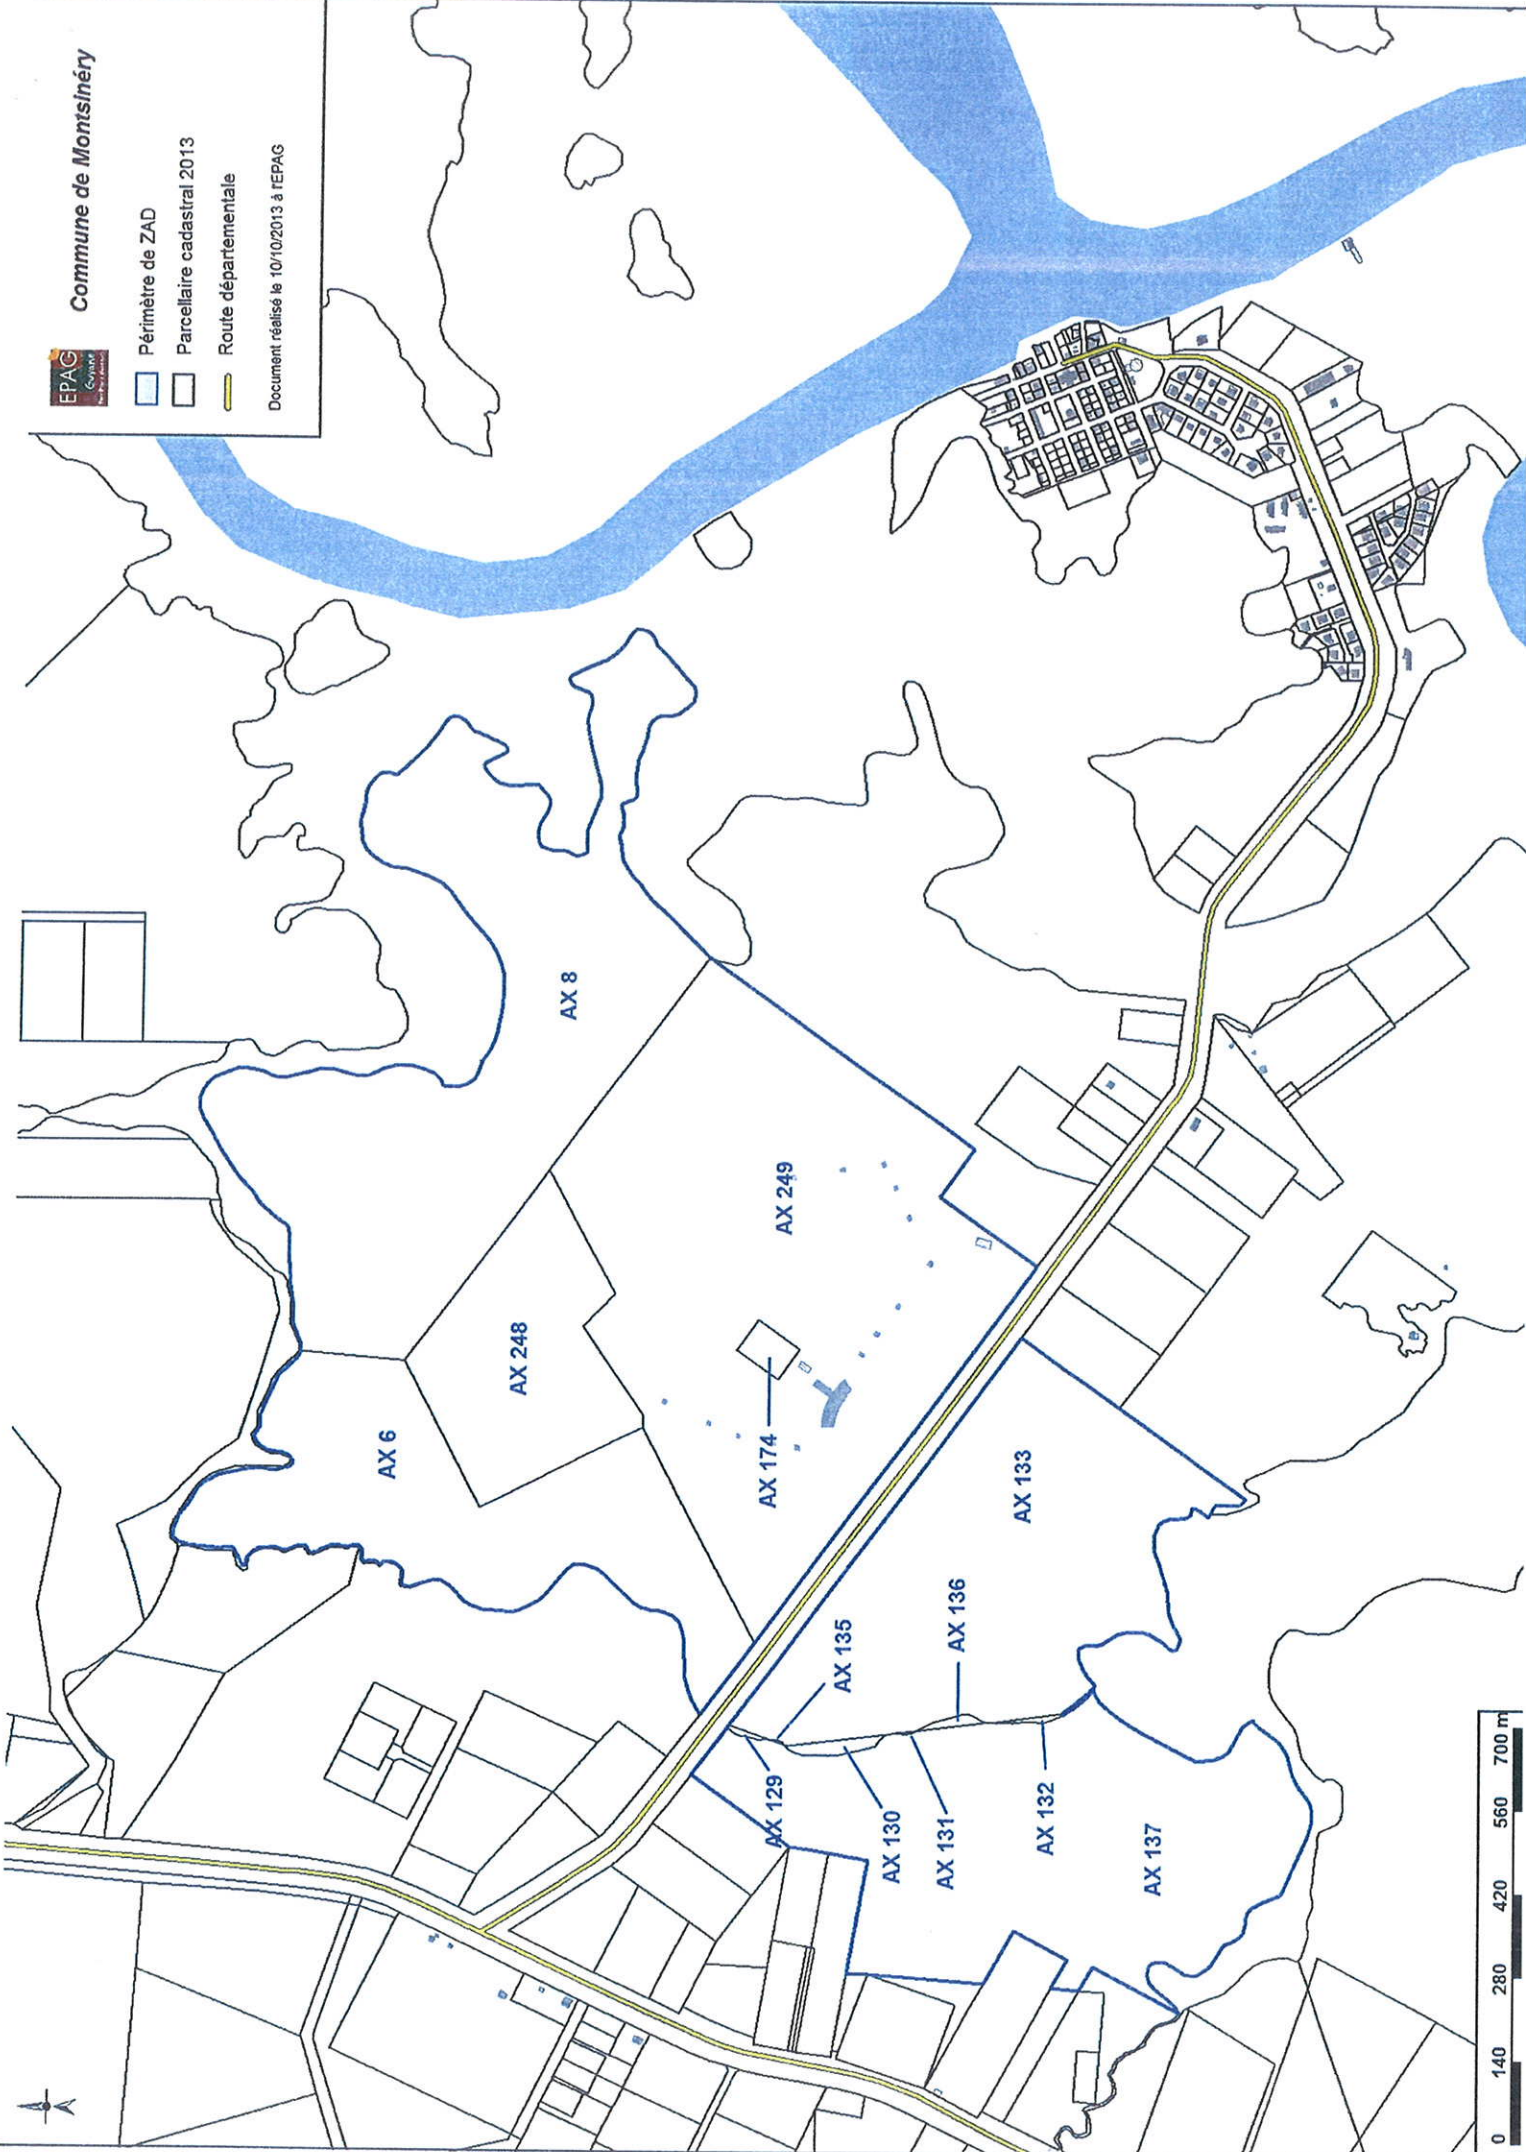 EPAG
Guyane
Commune de Montsinéry
Périmètre de ZAD
Parcellaire cadastral 2013
Route départementale
Document réalisé le 10/10/2013 à l'EPAG
AX 8
AX 6
AX 248
AX 249
AX 174
AX 133
AX 135
AX 136
AX 129
AX 130
AX 131
AX 132
AX 137
0 140 280 420 560 700 m